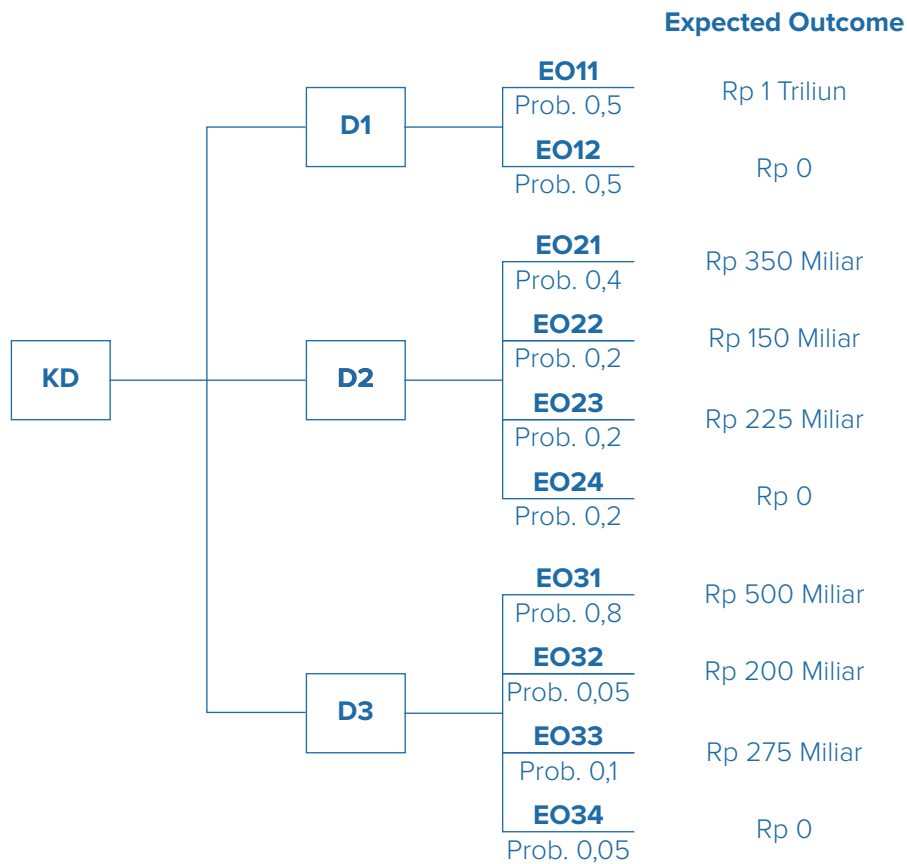 Expected Outcome
EO11
Prob. 0,5
Rp 1 Triliun
D1
EO12
Prob. 0,5
Rp 0
EO21
Prob. 0,4
Rp 350 Miliar
EO22
Prob. 0,2
Rp 150 Miliar
KD
D2
EO23
Prob. 0,2
Rp 225 Miliar
EO24
Prob. 0,2
Rp 0
EO31
Prob. 0,8
Rp 500 Miliar
EO32
Prob. 0,05
Rp 200 Miliar
D3
EO33
Prob. 0,1
Rp 275 Miliar
EO34
Prob. 0,05
Rp 0